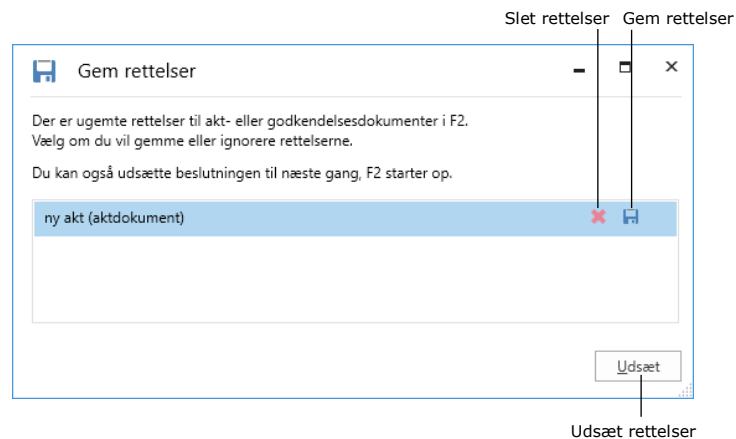 Slet rettelser Gem rettelser
Gem rettelser
Der er ugemte rettelser til akt- eller godkendelsesdokumenter i F2.
Vælg om du vil gemme eller ignorere rettelserne.
Du kan også udsætte beslutningen til næste gang, F2 starter op.
ny akt (aktdokument)
Udsæt
Udsæt rettelser